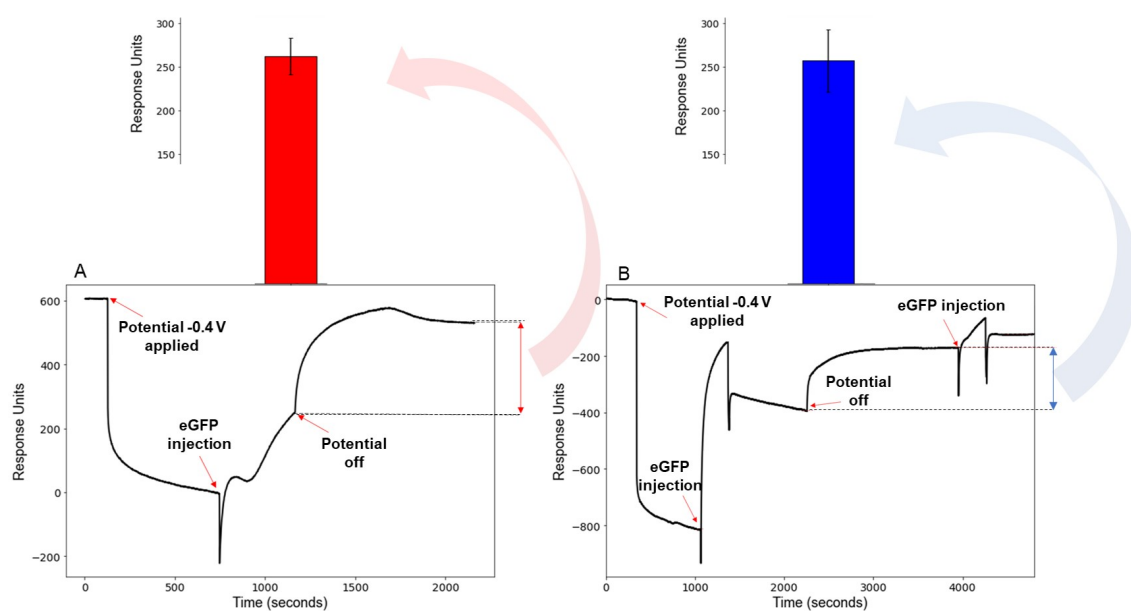 300
250
200
150
Response Units
300
250
200
150
Response Units
A
600
400
200
0
−200
Response Units
Potential -0.4 V
applied
eGFP
injection
Potential
off
0
500
1000
1500
2000
Time (seconds)
B
0
−200
−400
−600
−800
Response Units
Potential -0.4 V
applied
eGFP injection
Potential
off
eGFP
injection
0
1000
2000
3000
4000
Time (seconds)